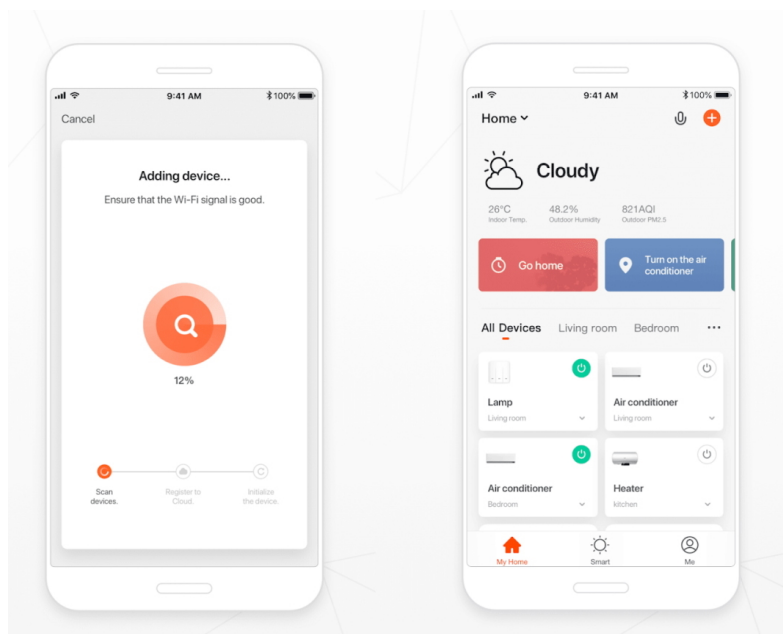 9:41 AM
100%
Cancel
Adding device...
Ensure that the Wi-Fi signal is good.
12%
Scan
devices.
Register to
Cloud.
Initialize
the device.
9:41 AM
100%
Home
Cloudy
26°C
48.2%
821AQI
Indoor Temp.
Outdoor Humidity
Outdoor PM2.5
Go home
Turn on the air
conditioner
All Devices
Living room
Bedroom
Lamp
Air conditioner
Living room
Living room
Air conditioner
Heater
Bedroom
kitchen
My Home
Smart
Me